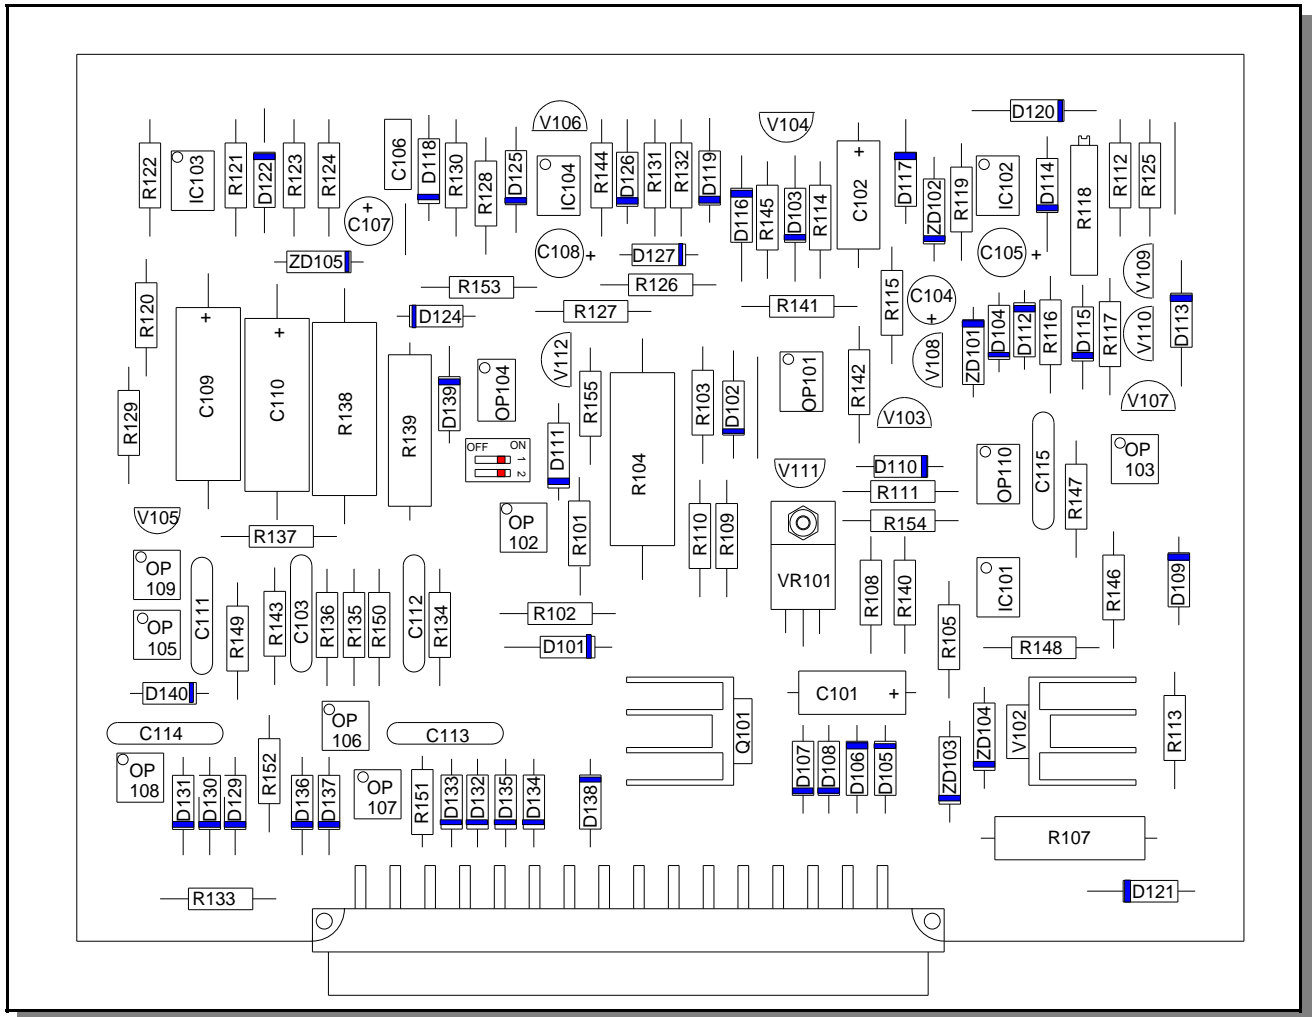 D120
V106
V104
R122
IC103
R121
D122
R123
R124
C106
D118
R130
R128
D125
IC104
R144
D126
R131
R132
D119
D116
R145
D103
R114
+
C102
D117
ZD102
R119
IC102
D114
R118
R112
R125
+
C107
ZD105
C108 +
D127
C105
+
V109
R153
R126
R120
+
C109
+
C110
R138
D124
R127
R141
R115
C104
+
V108
ZD101
D104
D112
R116
D115
R117
V110
D113
R129
R139
D139
OP104
V112
R155
R103
D102
OP101
R142
V103
V107
OFF ON
1
2
D111
R104
V111
D110
R111
R154
OP110
C115
R147
OP
103
V105
R137
OP
102
R101
R110
R109
VR101
OP
109
OP
105
C111
R149
R143
C103
R136
R135
R150
C112
R134
R102
D101
R108
R140
R105
IC101
R146
D109
R148
D140
C114
OP
106
C113
Q101
C101 +
ZD104
V102
R113
OP
108
D131
D130
D129
R152
D136
D137
OP
107
R151
D133
D132
D135
D134
D138
D107
D108
D106
D105
ZD103
R107
R133
D121